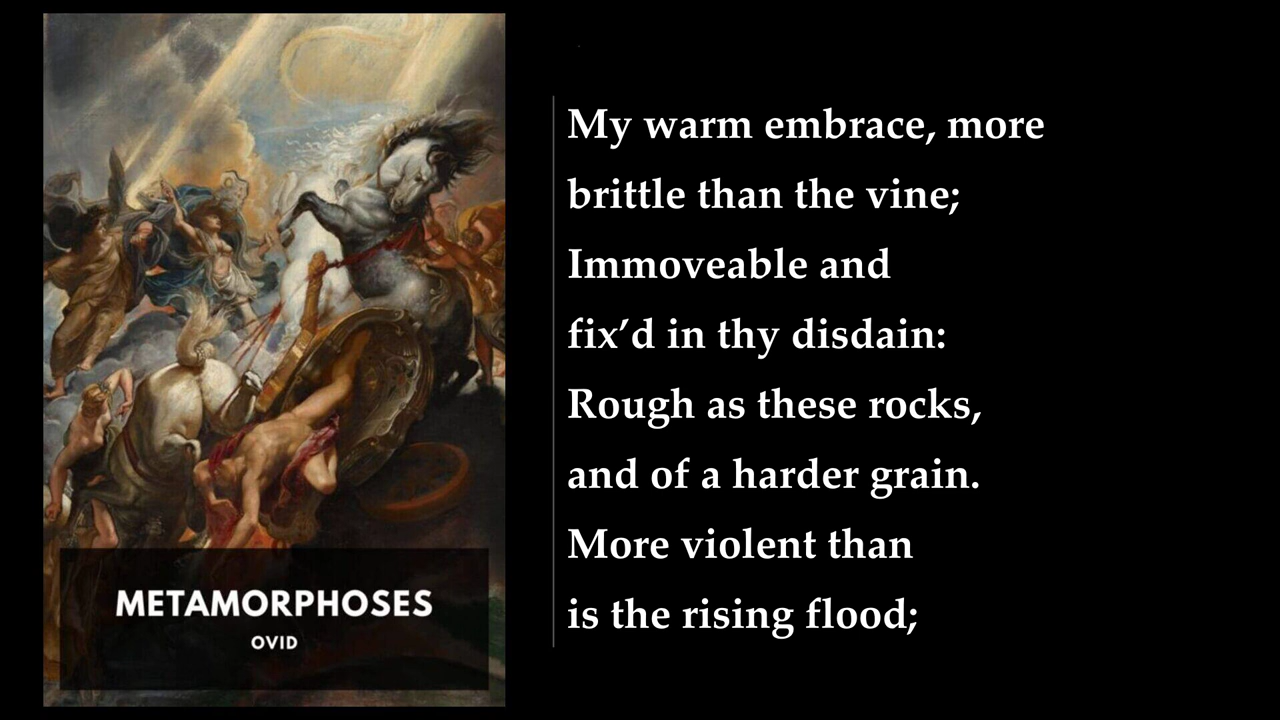 METAMORPHOSES
OVID
My warm embrace, more
brittle than the vine;
Immoveable and
fix’d in thy disdain:
Rough as these rocks,
and of a harder grain.
More violent than
is the rising flood;